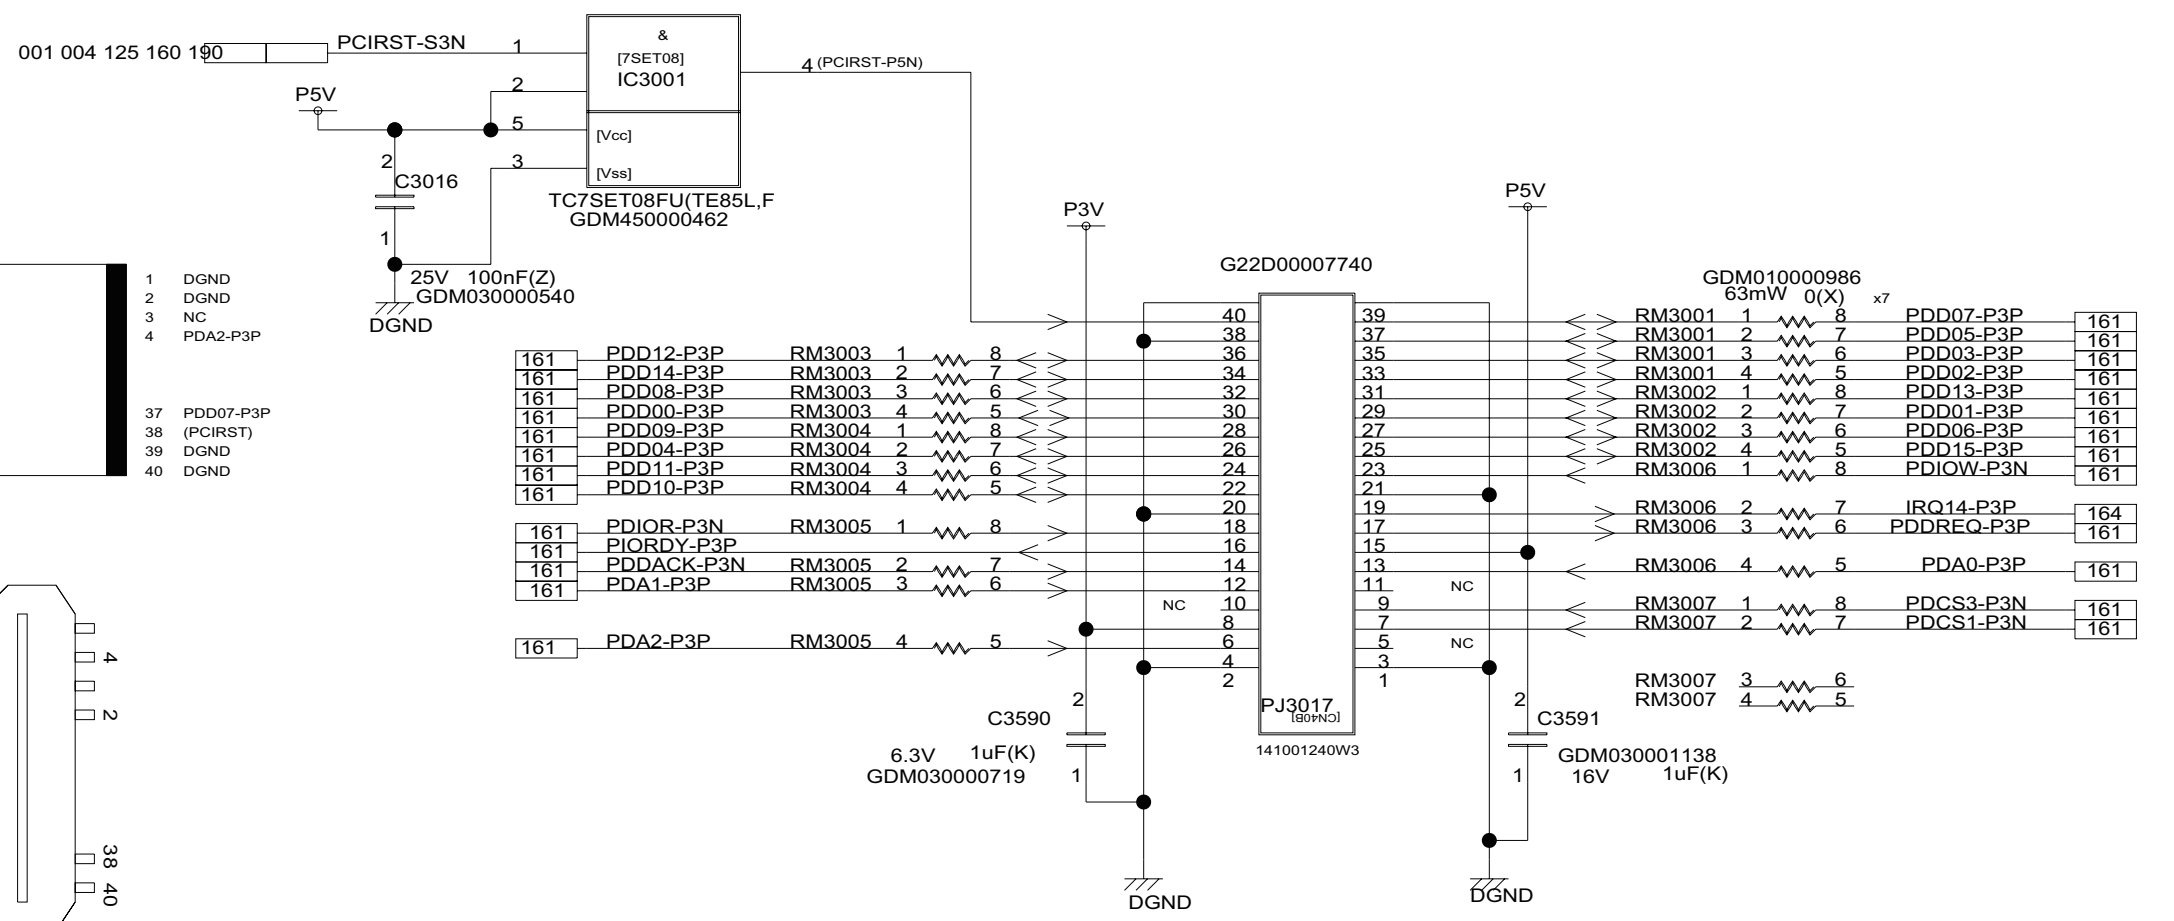 001 004 125 160 190 PCIRST-S3N 1
&
[7SET08]
IC3001
4 (PCIRST-P5N)
2
P5V
5 [Vcc]
3 [Vss]
2
C3016
1
25V 100nF(Z)
GDM030000540
DGND
TC7SET08FU(TE85L,F
GDM450000462
1 DGND
2 DGND
3 NC
4 PDA2-P3P
37 PDD07-P3P
38 (PCIRST)
39 DGND
40 DGND
4
2
38
40
P3V
P5V
G22D00007740
GDM010000986
63mW 0(X) x7
40 39 RM3001 1 8 PDD07-P3P 161
38 37 RM3001 2 7 PDD05-P3P 161
161 PDD12-P3P RM3003 1 8 36 35 RM3001 3 6 PDD03-P3P 161
161 PDD14-P3P RM3003 2 7 34 33 RM3001 4 5 PDD02-P3P 161
161 PDD08-P3P RM3003 3 6 32 31 RM3002 1 8 PDD13-P3P 161
161 PDD00-P3P RM3003 4 5 30 29 RM3002 2 7 PDD01-P3P 161
161 PDD09-P3P RM3004 1 8 28 27 RM3002 3 6 PDD06-P3P 161
161 PDD04-P3P RM3004 2 7 26 25 RM3002 4 5 PDD15-P3P 161
161 PDD11-P3P RM3004 3 6 24 23 RM3006 1 8 PDIOW-P3N 161
161 PDD10-P3P RM3004 4 5 22 21
20 19 RM3006 2 7 IRQ14-P3P 164
161 PDIOR-P3N RM3005 1 8 18 17 RM3006 3 6 PDDREQ-P3P 161
161 PIORDY-P3P 16 15
161 PDDACK-P3N RM3005 2 7 14 13 RM3006 4 5 PDA0-P3P 161
161 PDA1-P3P RM3005 3 6 12 11 NC
NC 10 9 RM3007 1 8 PDCS3-P3N 161
8 7 RM3007 2 7 PDCS1-P3N 161
161 PDA2-P3P RM3005 4 5 6 5 NC
4 3
2 1
RM3007 3 6
RM3007 4 5
PJ3017
[CN40B]
141001240W3
2
C3590
6.3V 1uF(K)
GDM030000719 1
DGND
2
C3591
GDM030001138
1 16V 1uF(K)
DGND